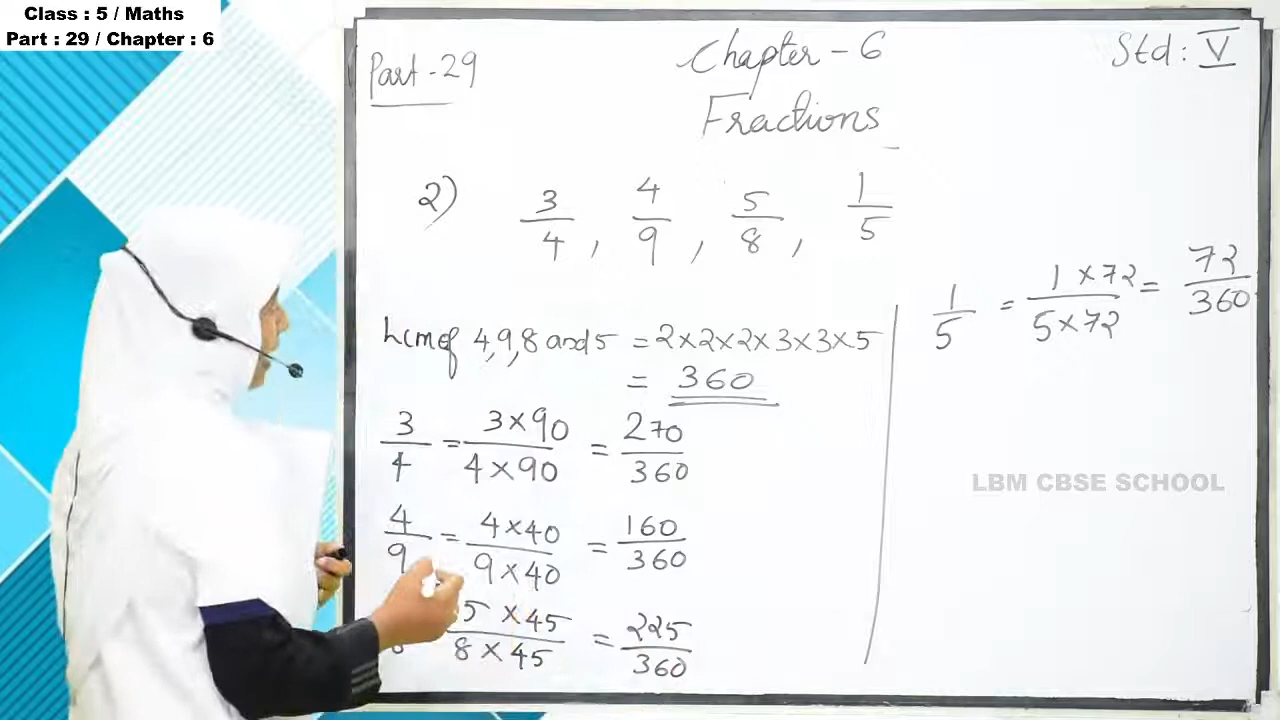 Class : 5 / Maths
Part : 29 / Chapter : 6
Part - 29
Chapter - 6
Std : V
Fractions
2) 3/4 , 4/9 , 5/8 , 1/5
LCM of 4,9,8 and 5 = 2×2×2×3×3×5
= 360
3/4 = 3×90/4×90 = 270/360
4/9 = 4×40/9×40 = 160/360
5×45/8×45 = 225/360
1/5 = 1×72/5×72 = 72/360
LBM CBSE SCHOOL